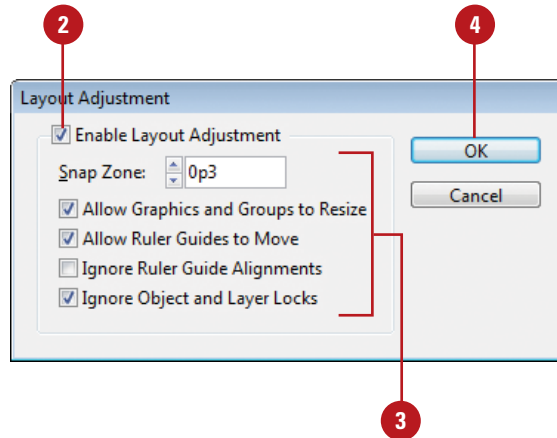 2
4
Layout Adjustment
Enable Layout Adjustment
Snap Zone: 0p3
Allow Graphics and Groups to Resize
Allow Ruler Guides to Move
Ignore Ruler Guide Alignments
Ignore Object and Layer Locks
OK
Cancel
3